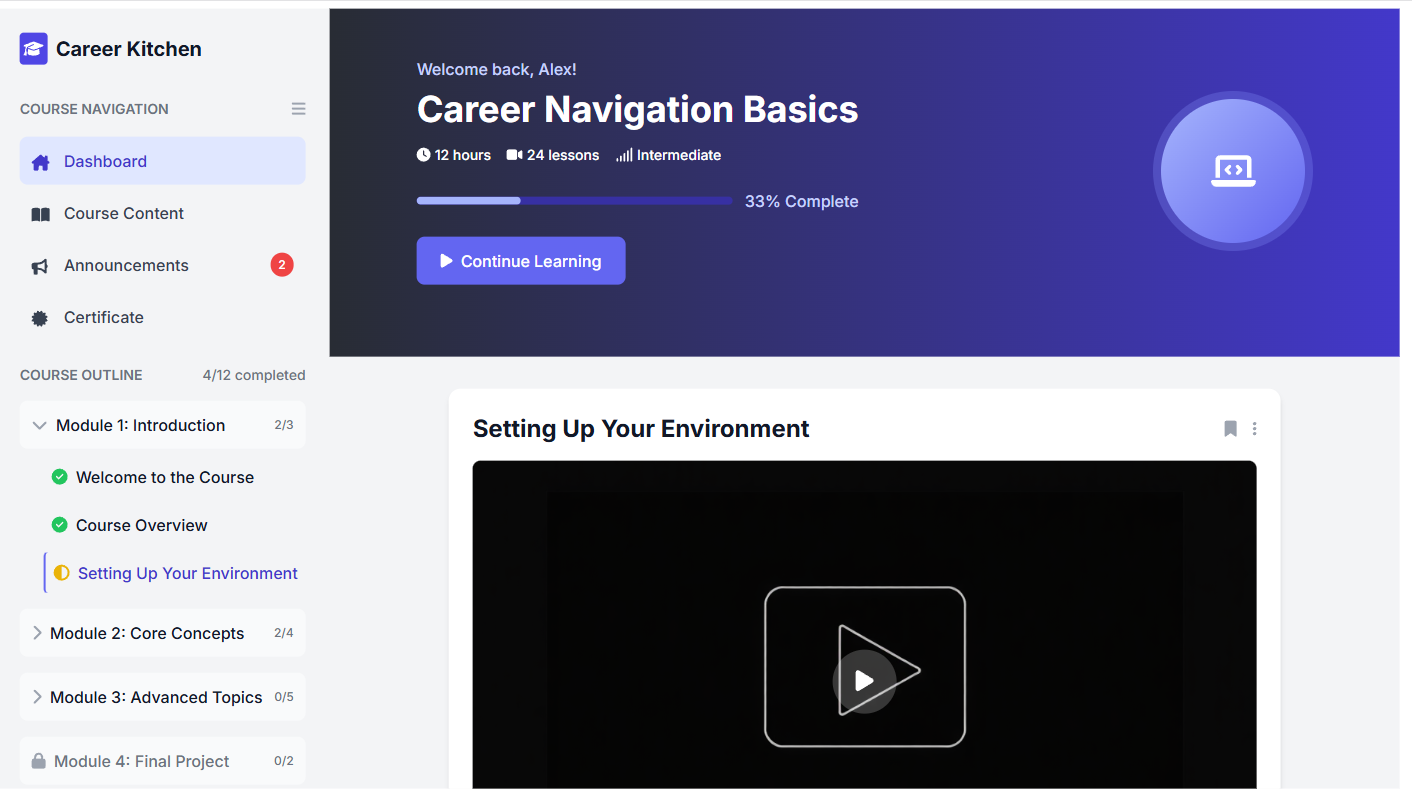 Career Kitchen
COURSE NAVIGATION
Dashboard
Course Content
Announcements 2
Certificate
COURSE OUTLINE 4/12 completed
Module 1: Introduction 2/3
Welcome to the Course
Course Overview
Setting Up Your Environment
Module 2: Core Concepts 2/4
Module 3: Advanced Topics 0/5
Module 4: Final Project 0/2
Welcome back, Alex!
Career Navigation Basics
12 hours 24 lessons Intermediate
33% Complete
Continue Learning
Setting Up Your Environment